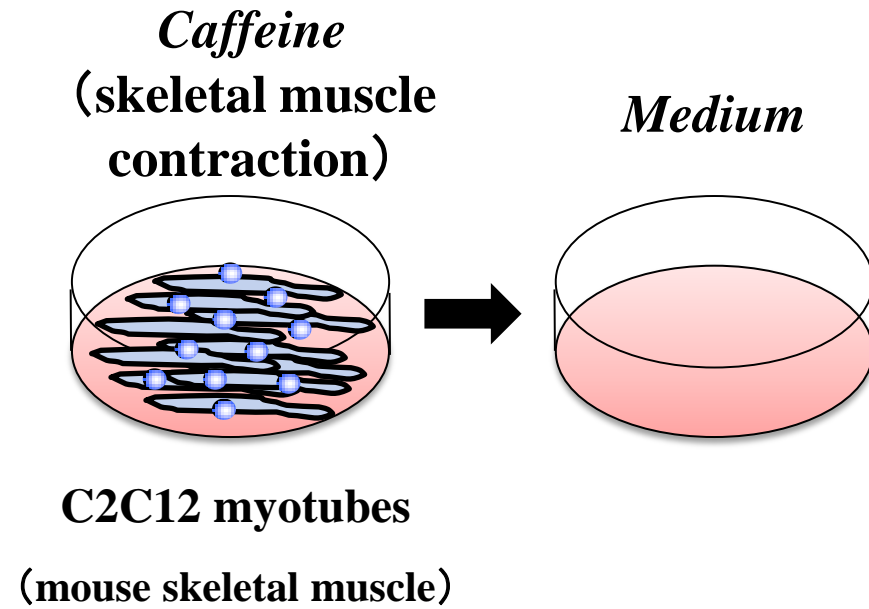 Caffeine
（skeletal muscle
contraction）
Medium
C2C12 myotubes
（mouse skeletal muscle）